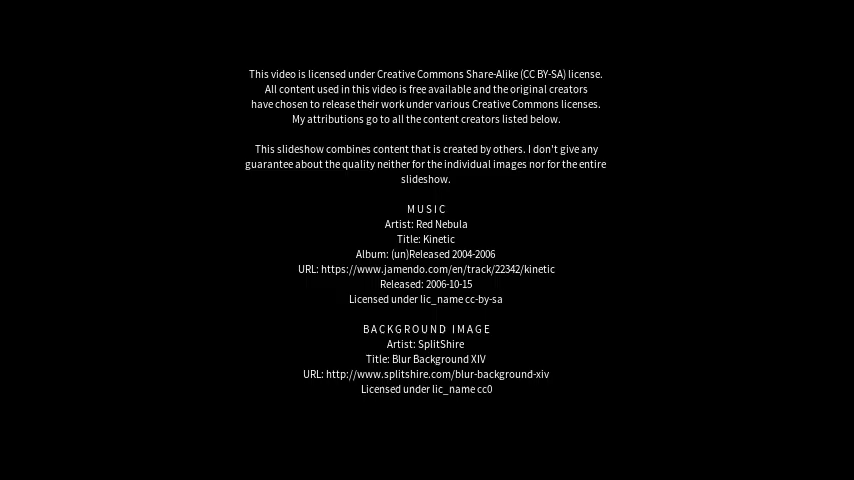 This video is licensed under Creative Commons Share-Alike (CC BY-SA) license.
All content used in this video is free available and the original creators
have chosen to release their work under various Creative Commons licenses.
My attributions go to all the content creators listed below.
This slideshow combines content that is created by others. I don't give any
guarantee about the quality neither for the individual images nor for the entire
slideshow.
MUSIC
Artist: Red Nebula
Title: Kinetic
Album: (un)Released 2004-2006
URL: https://www.jamendo.com/en/track/22342/kinetic
Released: 2006-10-15
Licensed under lic_name cc-by-sa
BACKGROUND IMAGE
Artist: SplitShire
Title: Blur Background XIV
URL: http://www.splitshire.com/blur-background-xiv
Licensed under lic_name cc0